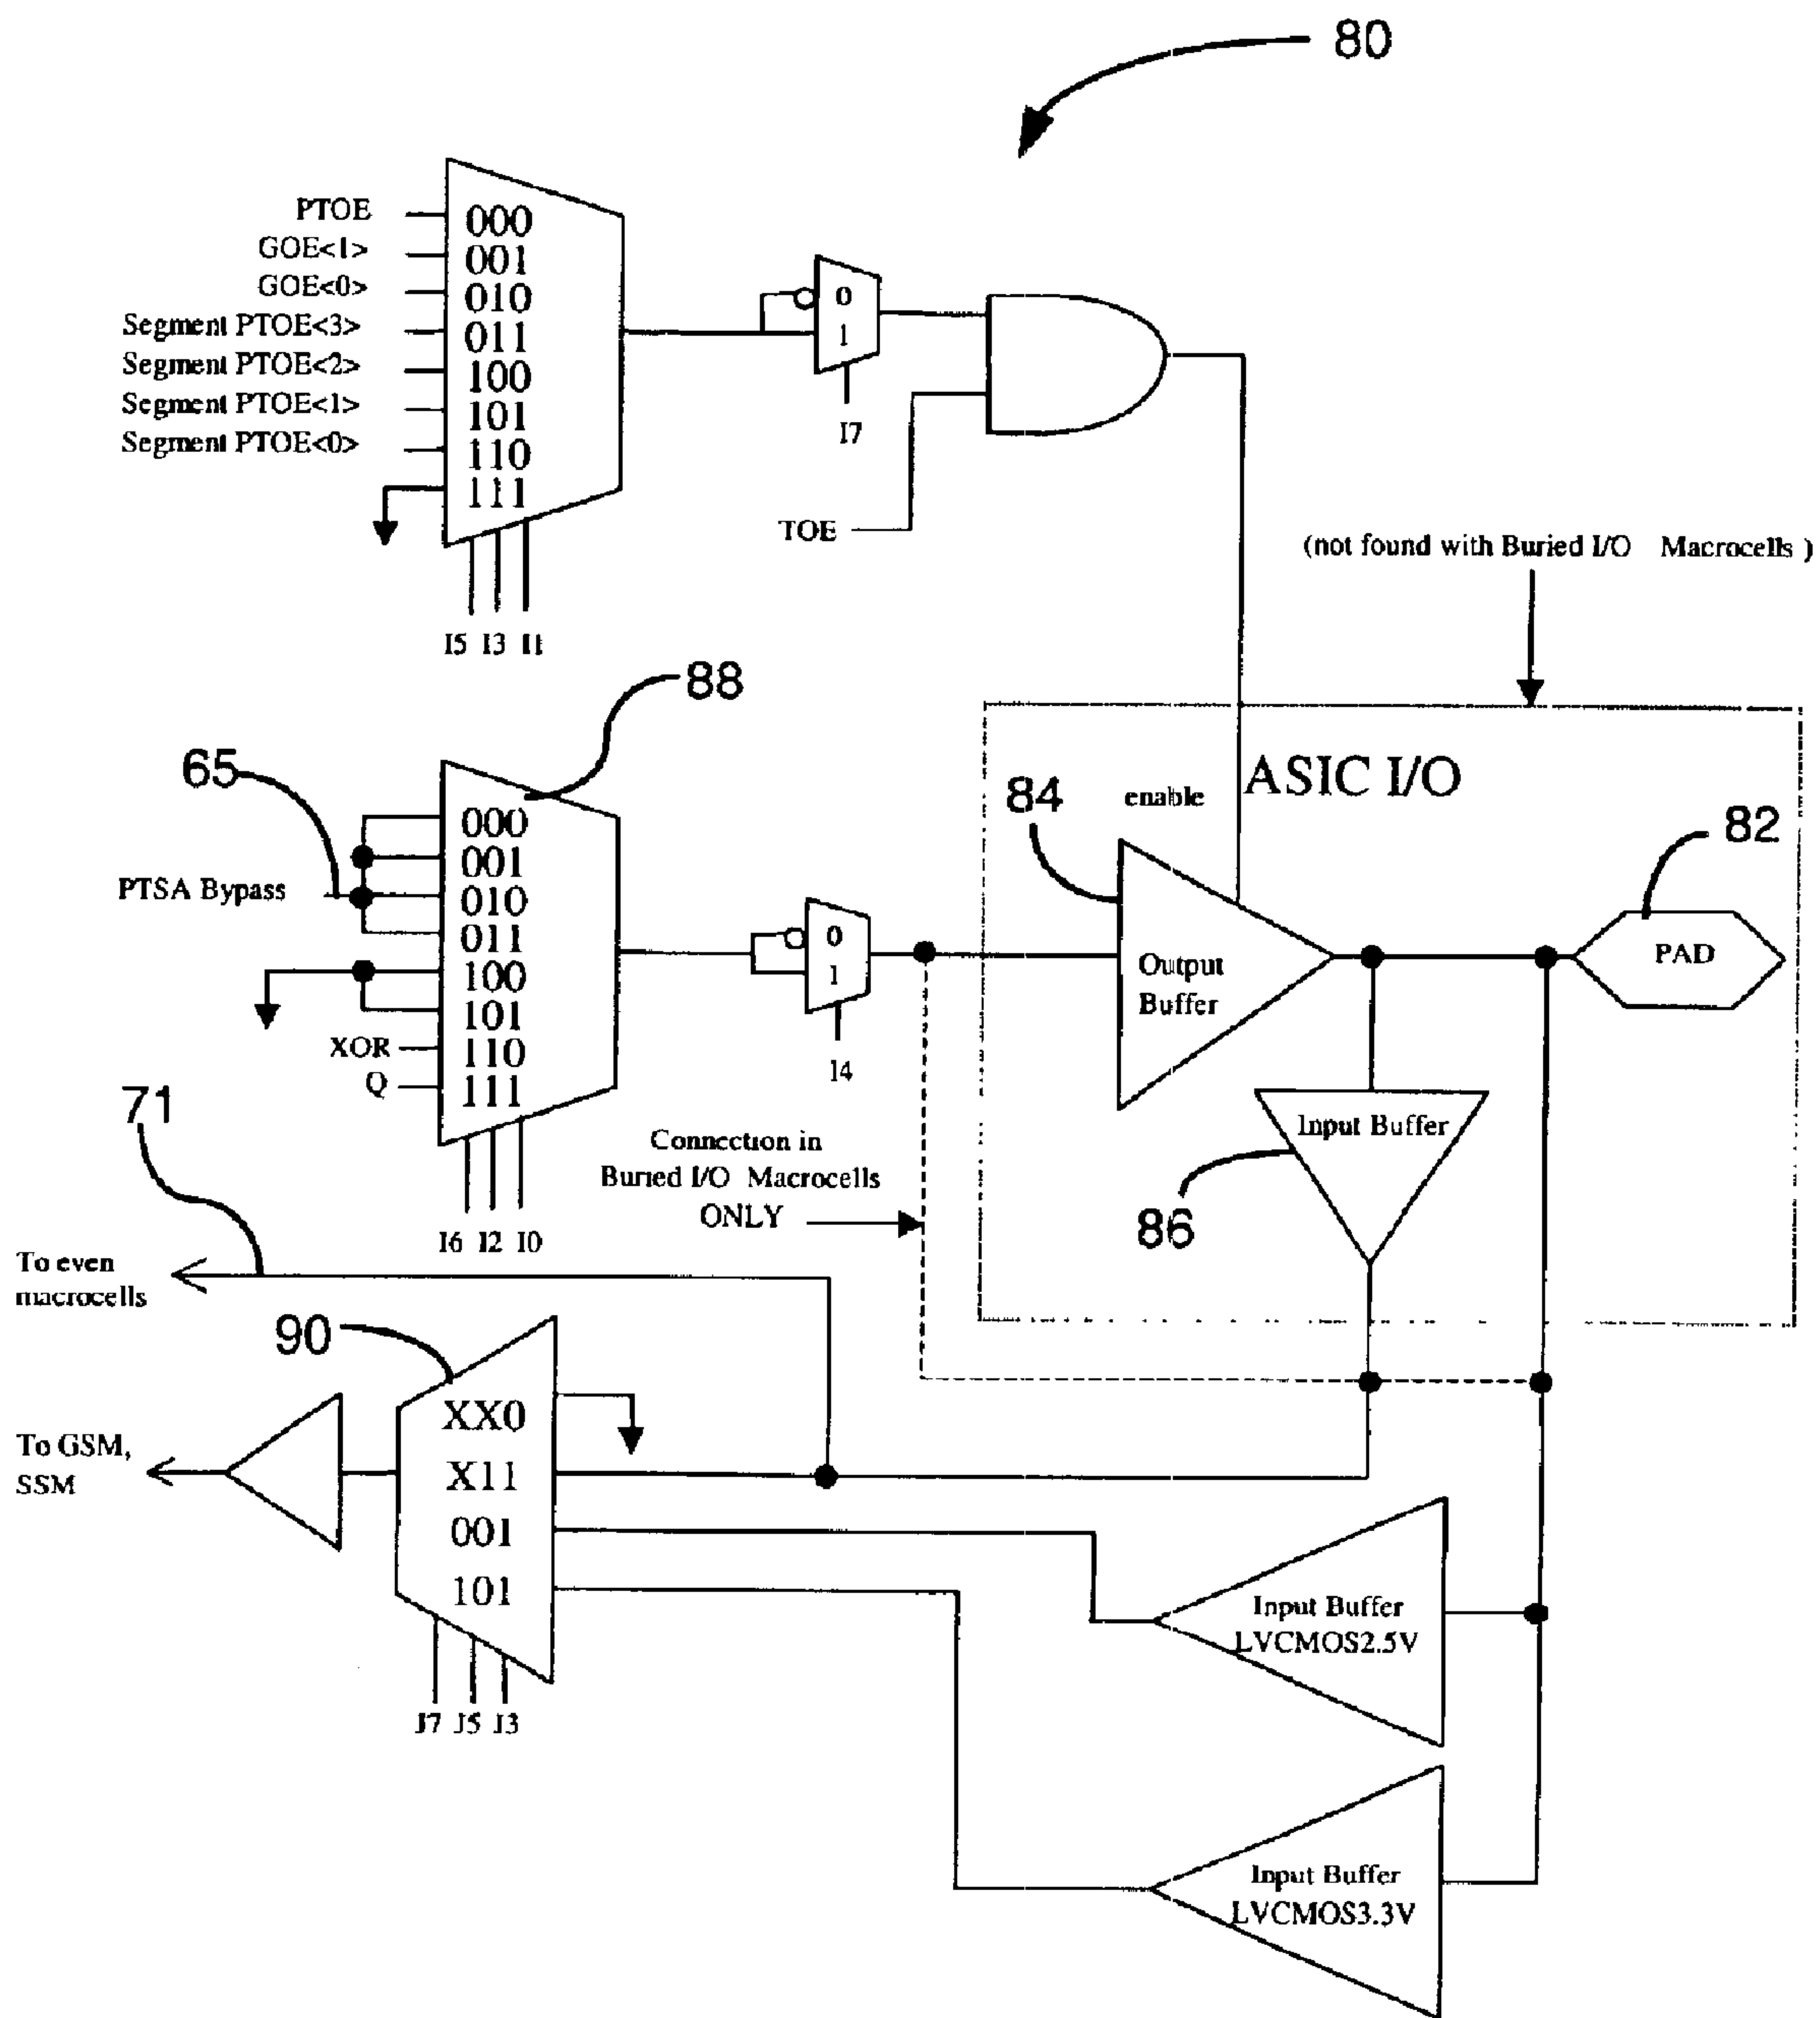 80
PTOE
GOE<1>
GOE<0>
Segment PTOE<3>
Segment PTOE<2>
Segment PTOE<1>
Segment PTOE<0>
000
001
010
011
100
101
110
111
0
1
I7
TOE
I5 I3 I1
(not found with Buried I/O Macrocells )
88
65
PTSA Bypass
XOR
Q
000
001
010
011
100
101
110
111
0
1
I4
I6 I2 I0
ASIC I/O
84
enable
82
Output
Buffer
PAD
Input Buffer
86
Connection in
Buried I/O Macrocells
ONLY
71
To even
macrocells
90
XX0
X11
001
101
To GSM,
SSM
J7 J5 J3
Input Buffer
LVCMOS2.5V
Input Buffer
LVCMOS3.3V